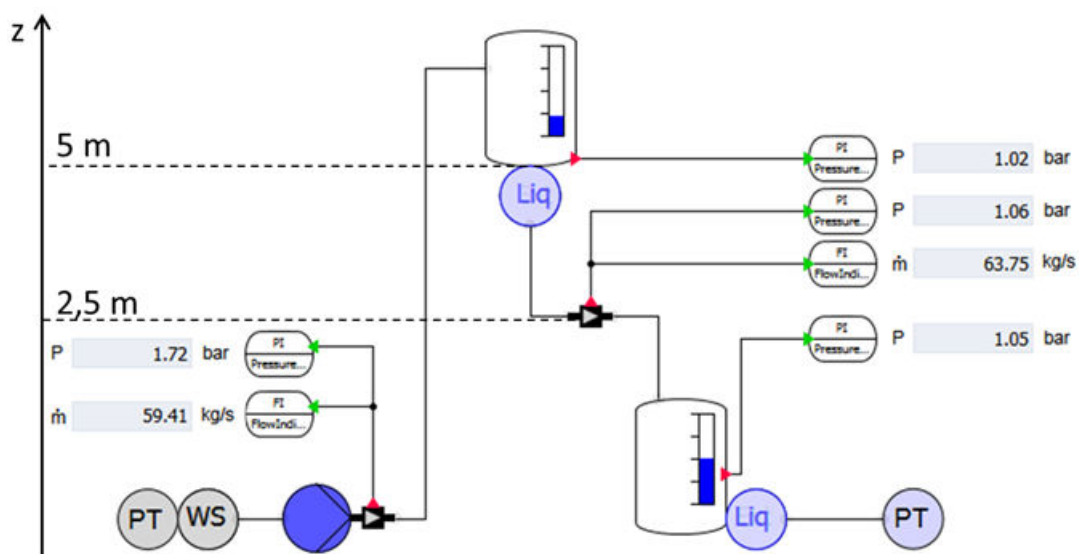 z
5 m
Liq
PI
Pressure...
P 1.02 bar
PI
Pressure...
P 1.06 bar
FI
FlowIndi...
ṁ 63.75 kg/s
2,5 m
P 1.72 bar
PI
Pressure...
PI
Pressure...
P 1.05 bar
ṁ 59.41 kg/s
FI
FlowIndi...
PT WS
Liq PT